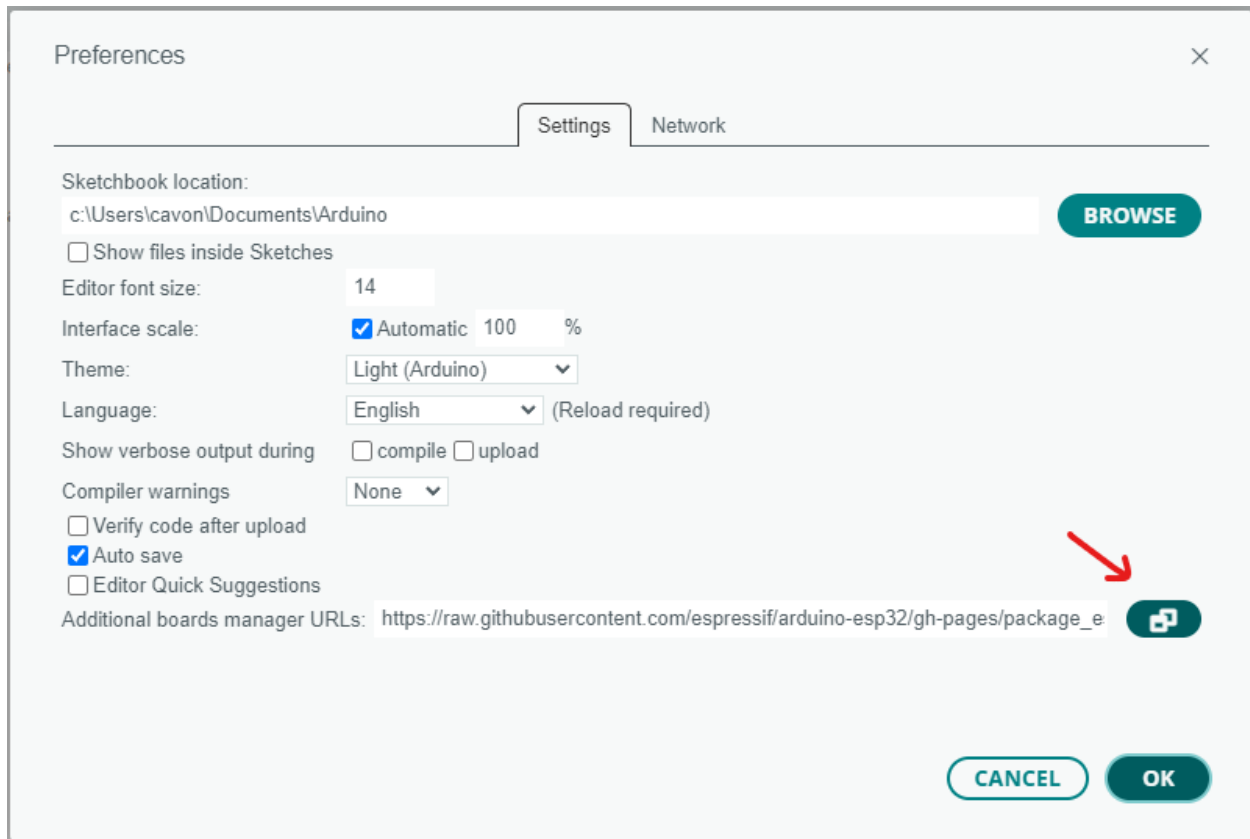 Preferences
Settings Network
Sketchbook location:
c:\Users\cavon\Documents\Arduino
BROWSE
Show files inside Sketches
Editor font size: 14
Interface scale: Automatic 100 %
Theme: Light (Arduino)
Language: English (Reload required)
Show verbose output during compile upload
Compiler warnings None
Verify code after upload
Auto save
Editor Quick Suggestions
Additional boards manager URLs: https://raw.githubusercontent.com/espressif/arduino-esp32/gh-pages/package_e
CANCEL OK